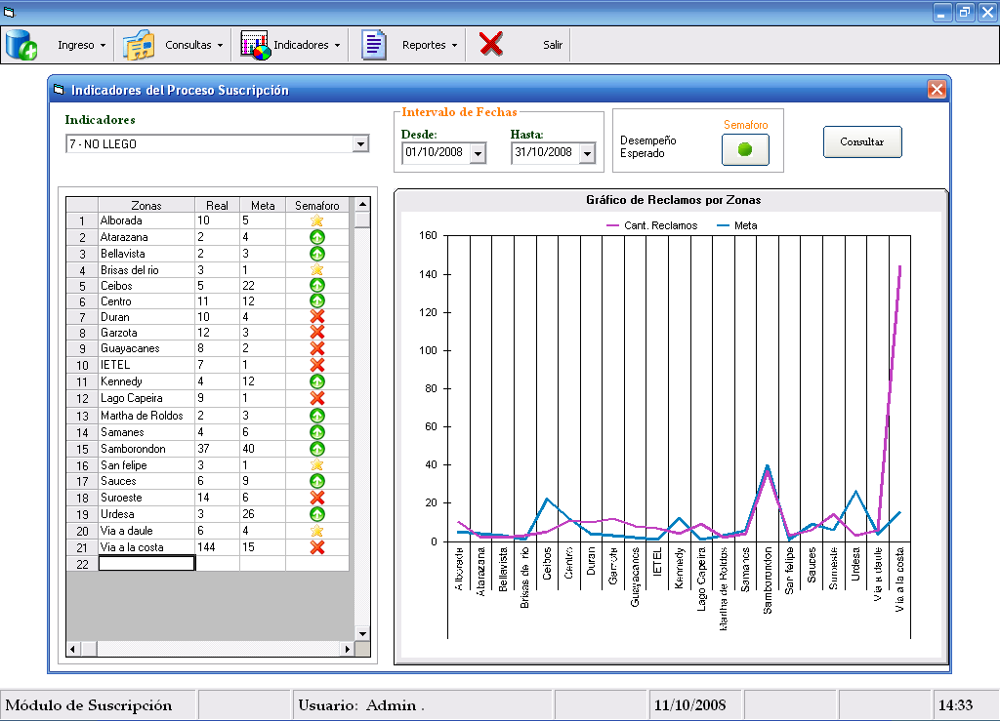 Ingreso Consultas Indicadores Reportes Salir
Indicadores del Proceso Suscripción
Indicadores
7 - NO LLEGO
Intervalo de Fechas
Desde: Hasta:
01/10/2008 31/10/2008
Desempeño
Esperado
Semaforo
Consultar
Zonas Real Meta Semaforo
1 Alborada 10 5
2 Atarazana 2 4
3 Bellavista 2 3
4 Brisas del rio 3 1
5 Ceibos 5 22
6 Centro 11 12
7 Duran 10 4
8 Garzota 12 3
9 Guayacanes 8 2
10 IETEL 7 1
11 Kennedy 4 12
12 Lago Capeira 9 1
13 Martha de Roldos 2 3
14 Samanes 4 6
15 Samborondon 37 40
16 San felipe 3 1
17 Sauces 6 9
18 Suroeste 14 6
19 Urdesa 3 26
20 Via a daule 6 4
21 Via a la costa 144 15
22
Gráfico de Reclamos por Zonas
Cant. Reclamos Meta
160
140
120
100
80
60
40
20
0
Alborada
Atarazana
Bellavista
Brisas del rio
Ceibos
Centro
Duran
Garzota
Guayacanes
IETEL
Kennedy
Lago Capeira
Martha de Roldos
Samanes
Samborondon
San felipe
Sauces
Suroeste
Urdesa
Via a daule
Via a la costa
Módulo de Suscripción Usuario: Admin . 11/10/2008 14:33